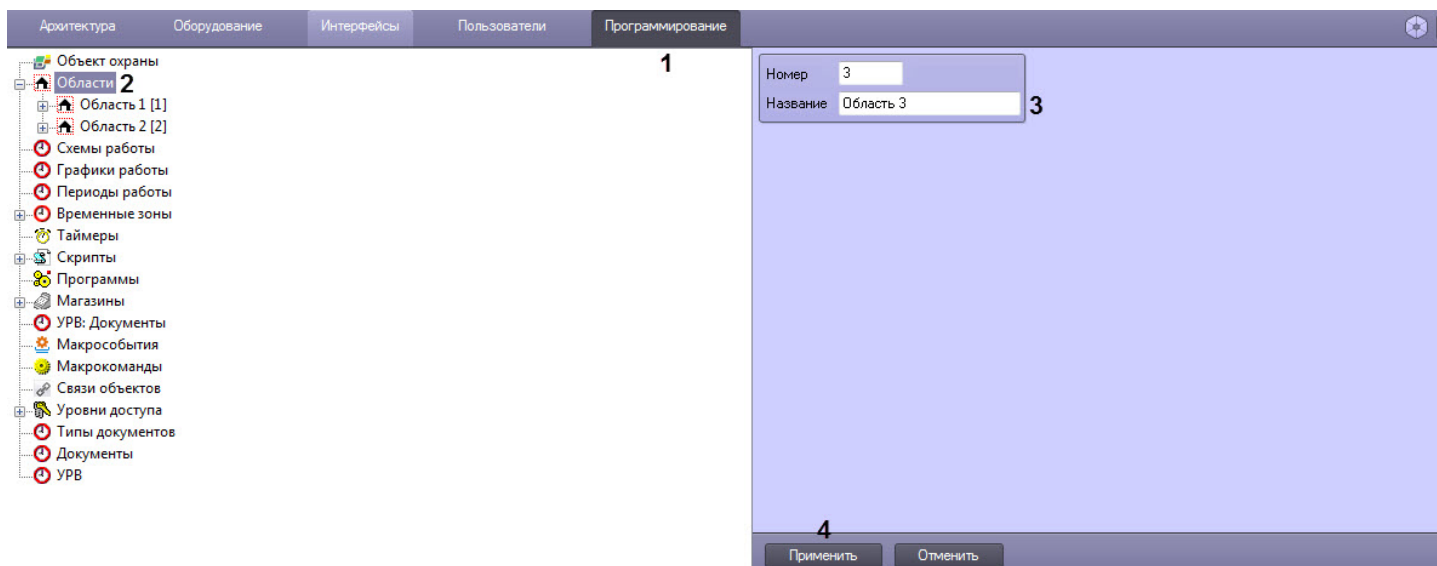 Архитектура Оборудование Интерфейсы Пользователи Программирование
1
Объект охраны
Области 2
Область 1 [1]
Область 2 [2]
Схемы работы
Графики работы
Периоды работы
Временные зоны
Таймеры
Скрипты
Программы
Магазины
УРВ: Документы
Макрособытия
Макрокоманды
Связи объектов
Уровни доступа
Типы документов
Документы
УРВ
Номер 3
Название Область 3 3
4
Применить Отменить